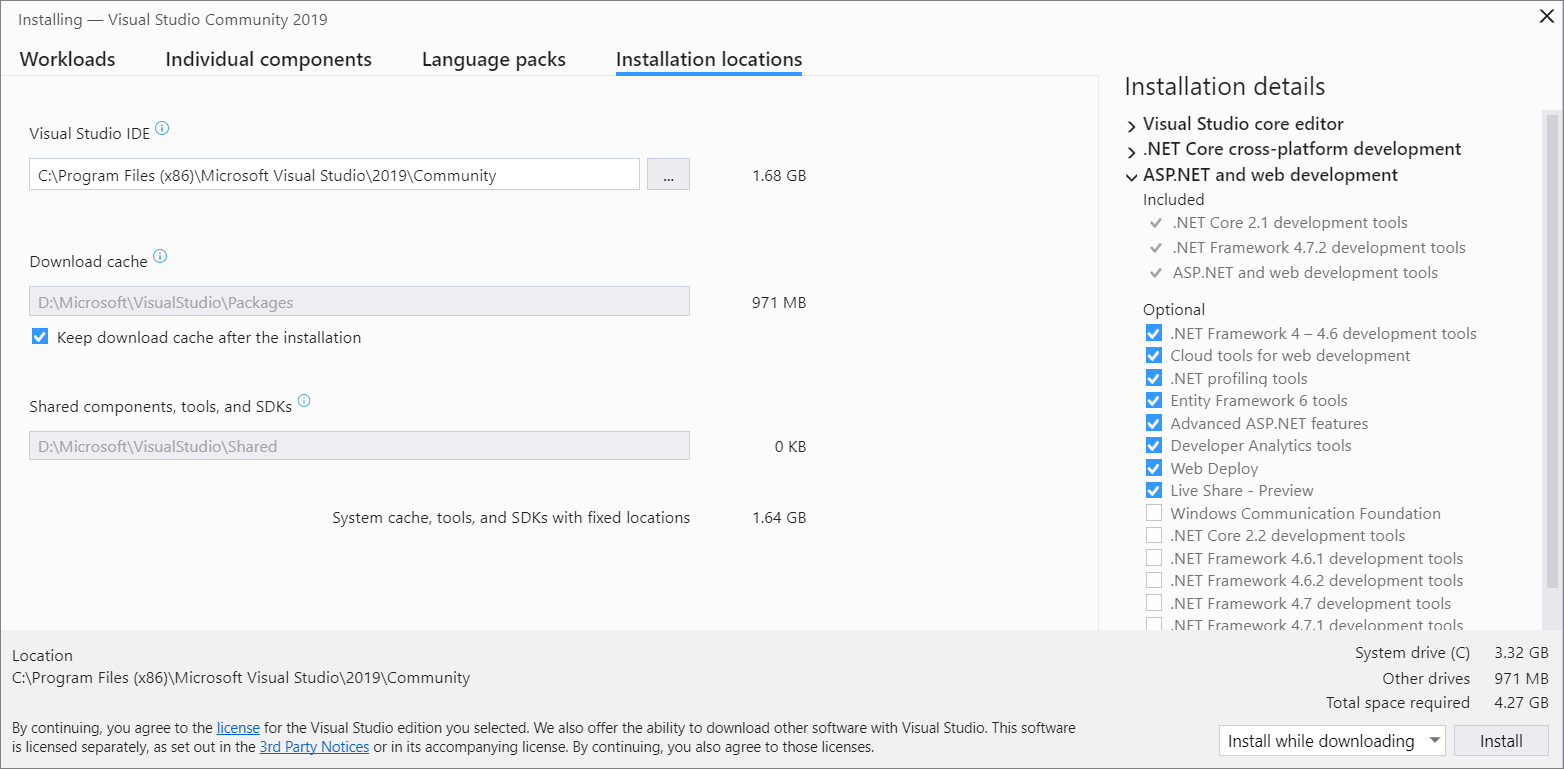 Installing — Visual Studio Community 2019
Workloads
Individual components
Language packs
Installation locations
Visual Studio IDE
C:\Program Files (x86)\Microsoft Visual Studio\2019\Community
...
1.68 GB
Download cache
D:\Microsoft\VisualStudio\Packages
971 MB
Keep download cache after the installation
Shared components, tools, and SDKs
D:\Microsoft\VisualStudio\Shared
0 KB
System cache, tools, and SDKs with fixed locations
1.64 GB
Installation details
Visual Studio core editor
.NET Core cross-platform development
ASP.NET and web development
Included
.NET Core 2.1 development tools
.NET Framework 4.7.2 development tools
ASP.NET and web development tools
Optional
.NET Framework 4 – 4.6 development tools
Cloud tools for web development
.NET profiling tools
Entity Framework 6 tools
Advanced ASP.NET features
Developer Analytics tools
Web Deploy
Live Share - Preview
Windows Communication Foundation
.NET Core 2.2 development tools
.NET Framework 4.6.1 development tools
.NET Framework 4.6.2 development tools
.NET Framework 4.7 development tools
.NET Framework 4.7.1 development tools
Location
C:\Program Files (x86)\Microsoft Visual Studio\2019\Community
By continuing, you agree to the license for the Visual Studio edition you selected. We also offer the ability to download other software with Visual Studio. This software
is licensed separately, as set out in the 3rd Party Notices or in its accompanying license. By continuing, you also agree to those licenses.
System drive (C) 3.32 GB
Other drives 971 MB
Total space required 4.27 GB
Install while downloading
Install